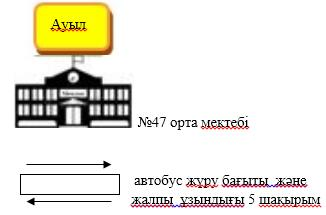 Ауыл
№47 орта мектебі
автобус жүру бағыты және
жалпы ұзындығы 5 шақырым